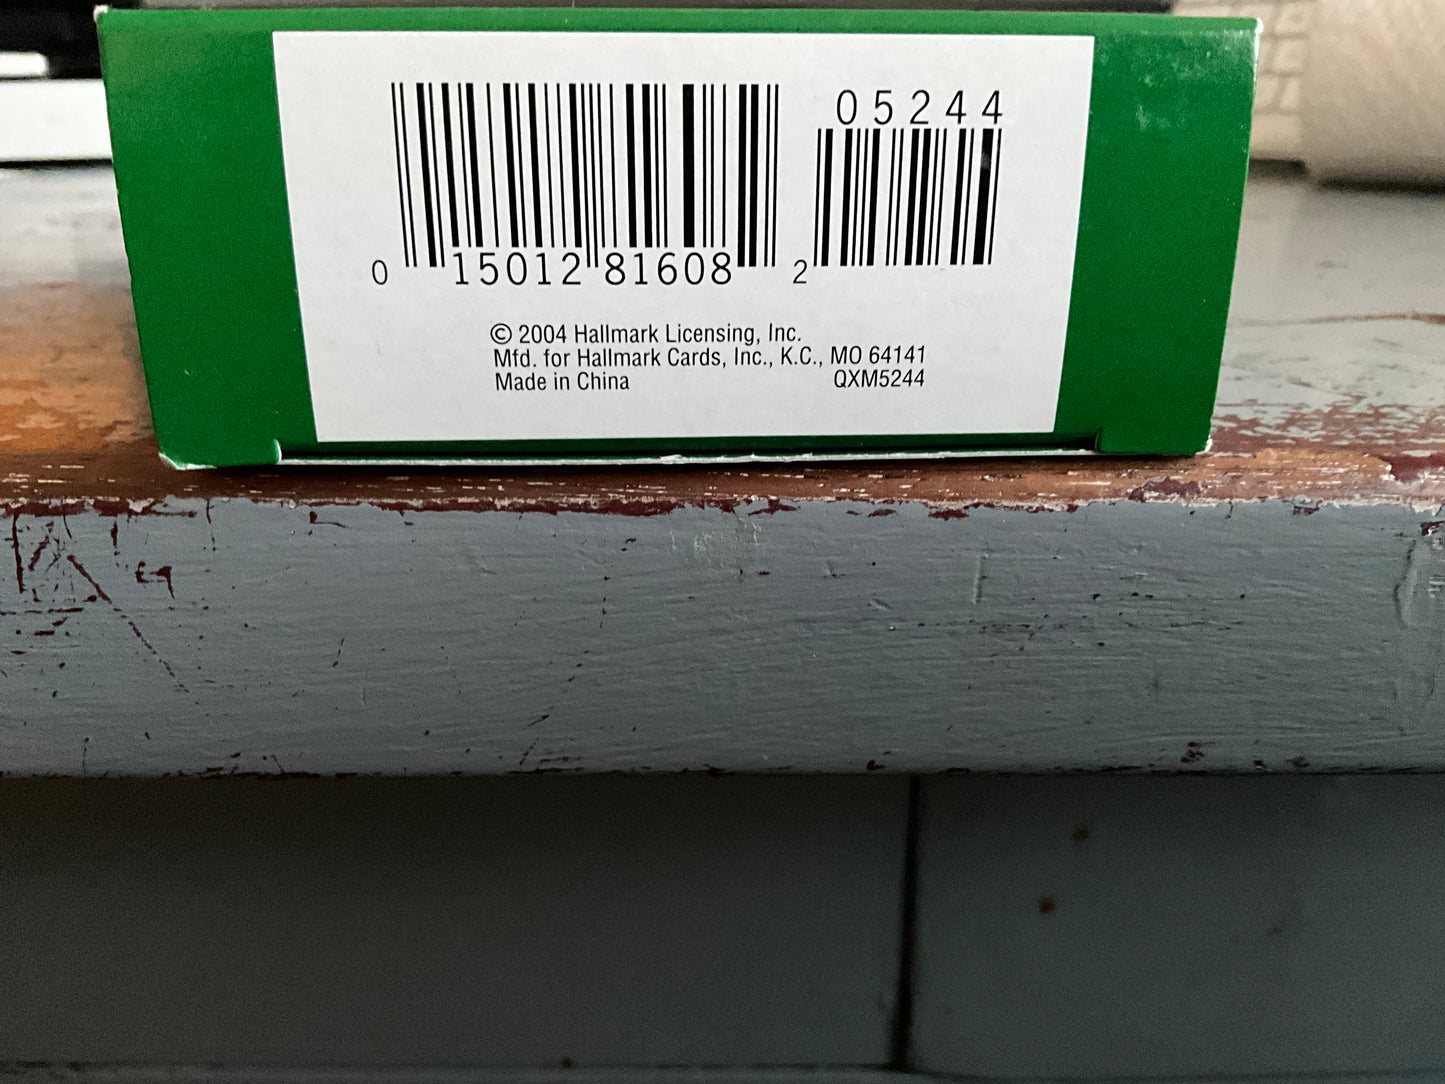 05244
0 15012 81608 2
© 2004 Hallmark Licensing, Inc.
Mfd. for Hallmark Cards, Inc., K.C., MO 64141
Made in China QXM5244